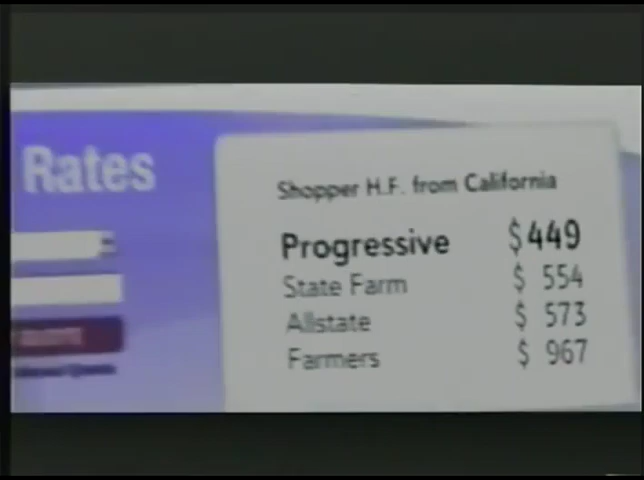 Rates
Shopper H.F. from California
Progressive $449
State Farm $ 554
Allstate $ 573
Farmers $ 967